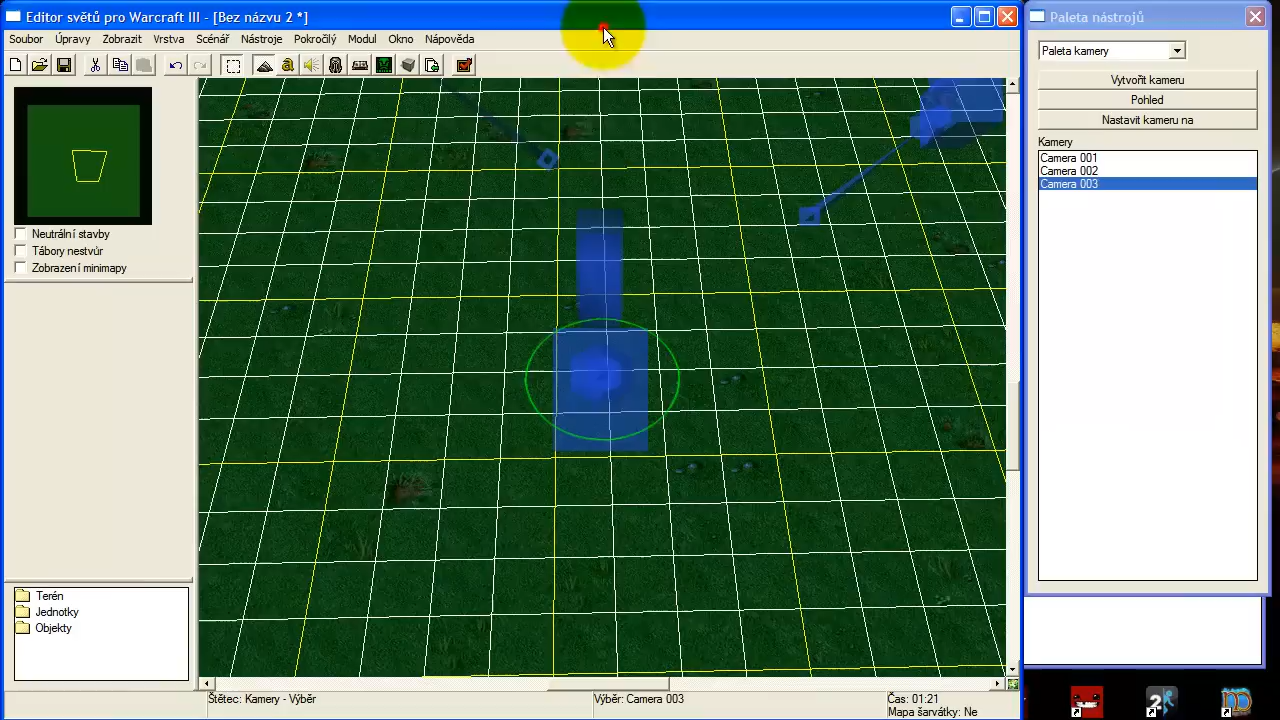 Editor světů pro Warcraft III - [Bez názvu 2 *]
Soubor Úpravy Zobrazit Vrstva Scénář Nástroje Pokročilý Modul Okno Nápověda
Neutrální stavby
Tábory nestvůr
Zobrazení minimapy
Terén
Jednotky
Objekty
Štětec: Kamery - Výběr
Výběr: Camera 003
Čas: 01:21
Mapa šarvátky: Ne
Paleta nástrojů
Paleta kamery
Vytvořit kameru
Pohled
Nastavit kameru na
Kamery
Camera 001
Camera 002
Camera 003
2